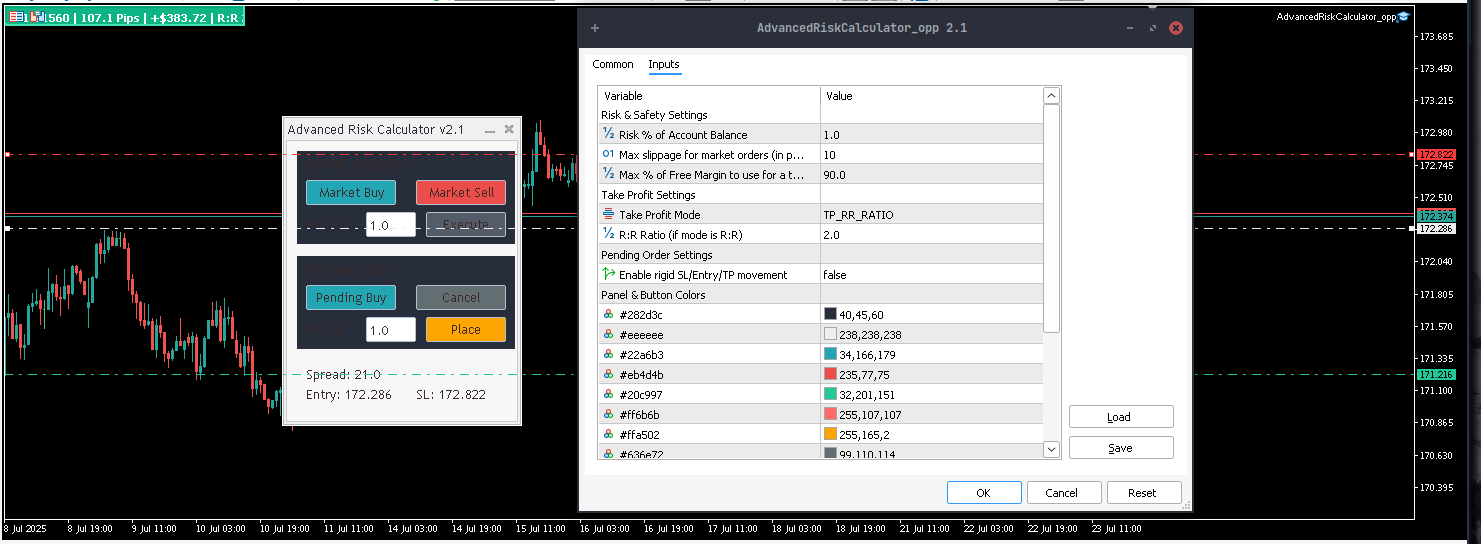 560 | 107.1 Pips | +$383.72 | R:R
AdvancedRiskCalculator_opp
AdvancedRiskCalculator_opp 2.1
Common Inputs
Variable Value
Risk & Safety Settings
Risk % of Account Balance 1.0
Max slippage for market orders (in p... 10
Max % of Free Margin to use for a t... 90.0
Take Profit Settings
Take Profit Mode TP_RR_RATIO
R:R Ratio (if mode is R:R) 2.0
Pending Order Settings
Enable rigid SL/Entry/TP movement false
Panel & Button Colors
#282d3c 40,45,60
#eeeeee 238,238,238
#22a6b3 34,166,179
#eb4d4b 235,77,75
#20c997 32,201,151
#ff6b6b 255,107,107
#ffa502 255,165,2
#636e72 99,110,114
Load
Save
OK Cancel Reset
Advanced Risk Calculator v2.1
Market Buy Market Sell
1.0 Execute
Pending Buy Cancel
1.0 Place
Spread: 21.0
Entry: 172.286 SL: 172.822
173.685
173.450
173.215
172.980
172.822
172.745
172.510
172.374
172.286
172.040
171.805
171.570
171.335
171.216
171.100
170.865
170.630
170.395
8 Jul 2025 8 Jul 19:00 9 Jul 11:00 10 Jul 03:00 10 Jul 19:00 11 Jul 11:00 14 Jul 03:00 14 Jul 19:00 15 Jul 11:00 16 Jul 03:00 16 Jul 19:00 17 Jul 11:00 18 Jul 03:00 18 Jul 19:00 21 Jul 11:00 22 Jul 03:00 22 Jul 19:00 23 Jul 11:00